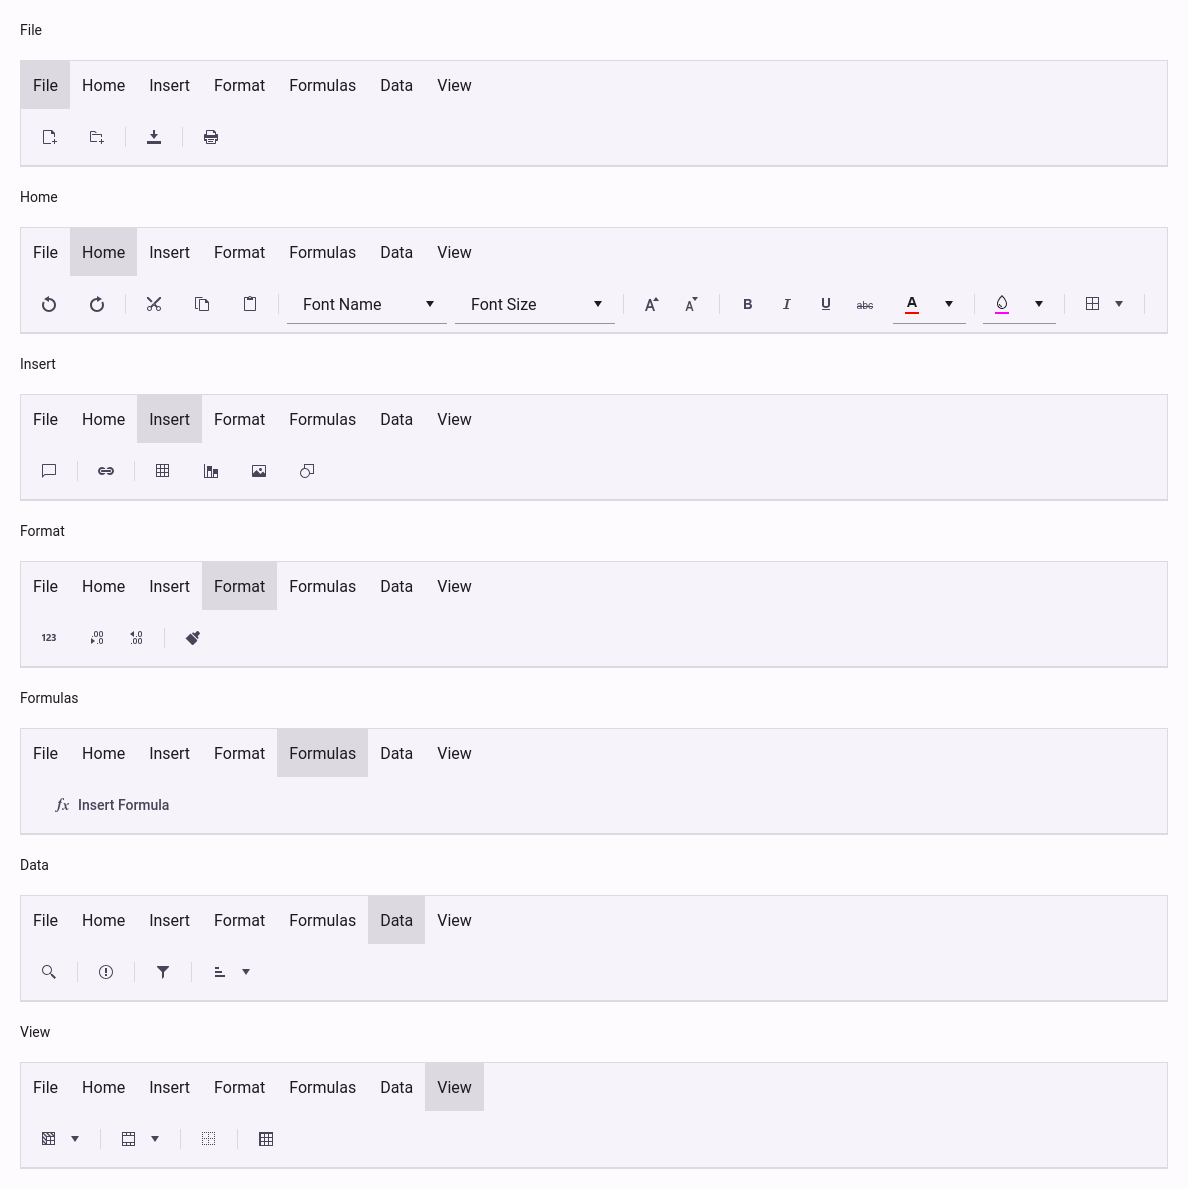 File
File Home Insert Format Formulas Data View
Home
File Home Insert Format Formulas Data View
Font Name Font Size A A B I U abc A
Insert
File Home Insert Format Formulas Data View
Format
File Home Insert Format Formulas Data View
123 .00 .0 .0 .00
Formulas
File Home Insert Format Formulas Data View
fx Insert Formula
Data
File Home Insert Format Formulas Data View
View
File Home Insert Format Formulas Data View